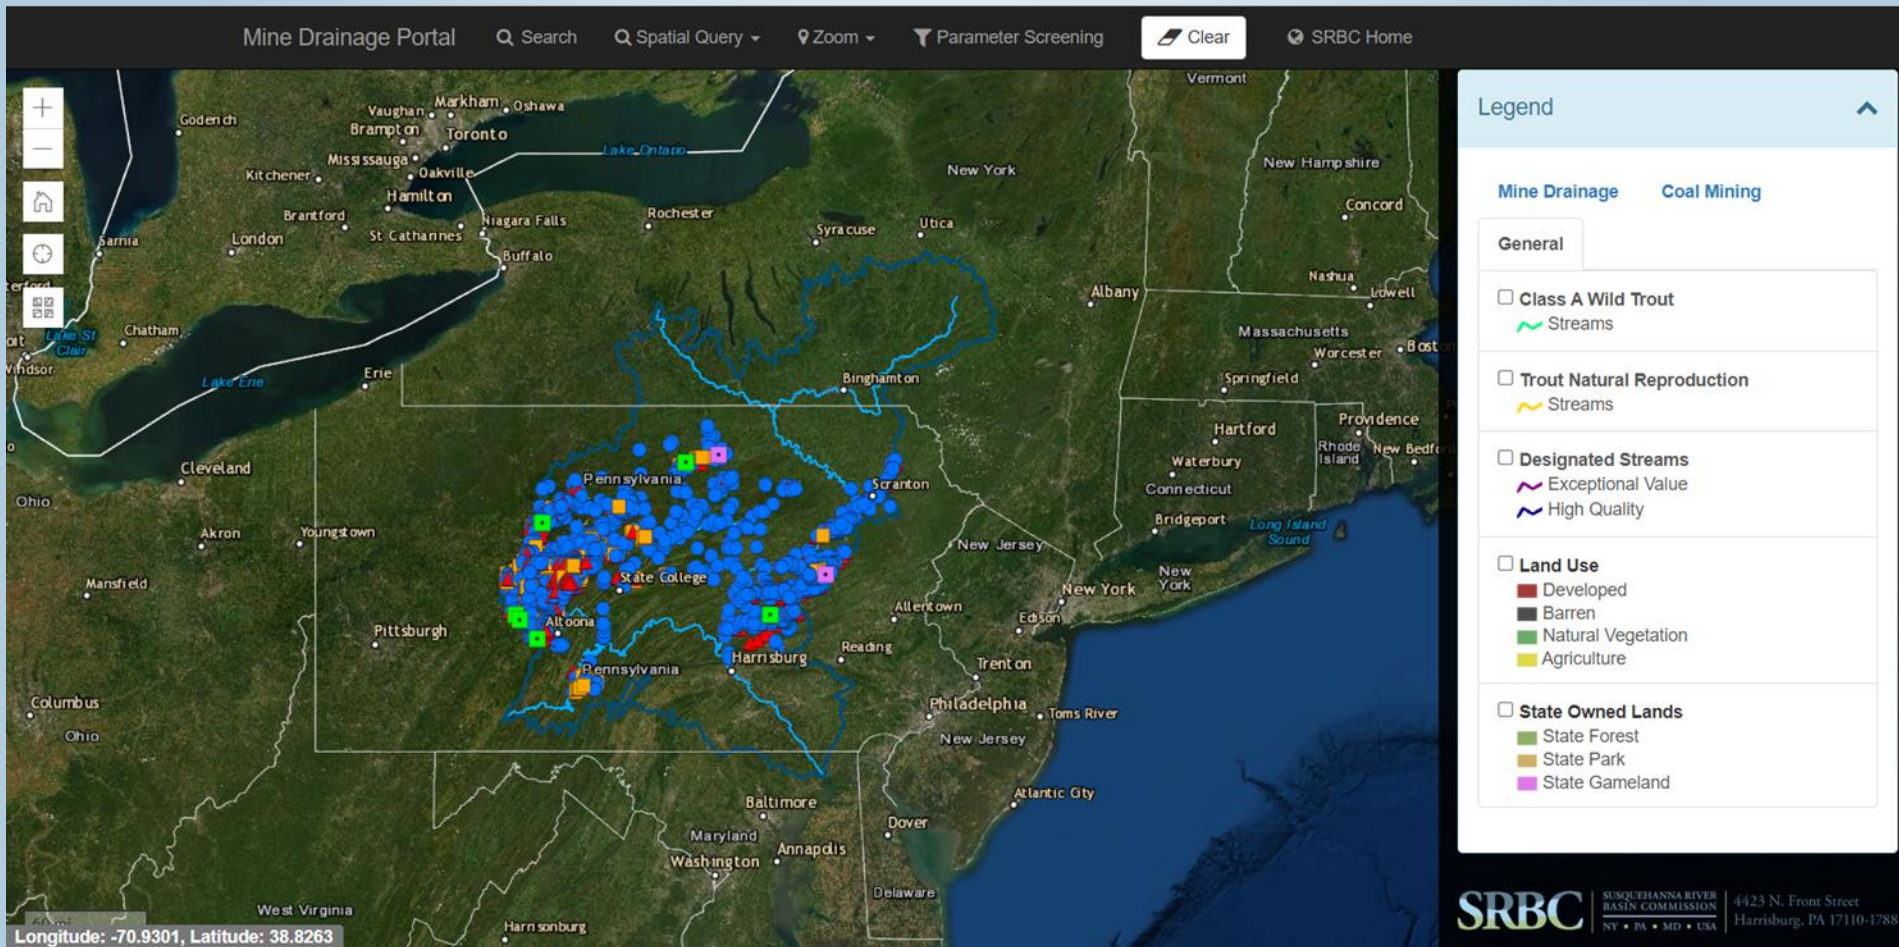 Mine Drainage Portal
Search
Spatial Query
Zoom
Parameter Screening
Clear
SRBC Home
Vermont
Goderich
Vaughan
Markham
Oshawa
Brampton
Toronto
Mississauga
Lake Ontario
Oakville
Kitchener
New York
New Hampshire
Hamilton
Concord
Brantford
Niagara Falls
Rochester
Sarnia
London
St Cathannes
Syracuse
Utica
Buffalo
Nashua
Albany
Lowell
Chatham
Lake St
Clair
Massachusetts
Worcester
Windsor
Lake Erie
Erie
Binghamton
Springfield
Providence
Hartford
Rhode
Island
Cleveland
Waterbury
Pennsylvania
Scranton
Connecticut
Ohio
Akron
Youngstown
Bridgeport
Long Island
Sound
New Jersey
Mansfield
State College
New
York
New York
Allentown
Edison
Altoona
Pittsburgh
Reading
Harrisburg
Trenton
Pennsylvania
Columbus
Philadelphia
Toms River
Ohio
New Jersey
Atlantic City
Baltimore
Dover
Maryland
Annapolis
Washington
Delaware
West Virginia
Harrisonburg
Longitude: -70.9301, Latitude: 38.8263
Legend
Mine Drainage
Coal Mining
General
Class A Wild Trout
Streams
Trout Natural Reproduction
Streams
Designated Streams
Exceptional Value
High Quality
Land Use
Developed
Barren
Natural Vegetation
Agriculture
State Owned Lands
State Forest
State Park
State Gameland
SRBC
SUSQUEHANNA RIVER
BASIN COMMISSION
NY • PA • MD • USA
4423 N. Front Street
Harrisburg, PA 17110-1788